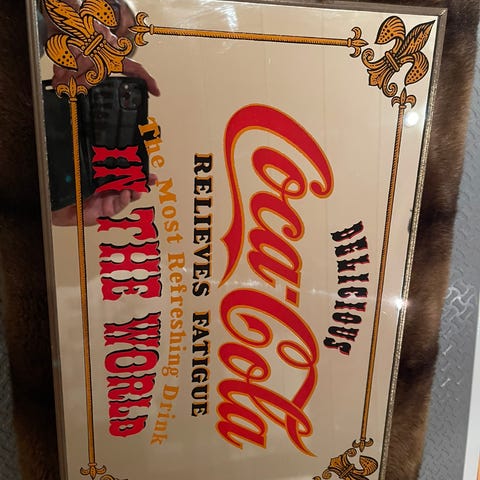 DELICIOUS
Coca-Cola
RELIEVES FATIGUE
The Most Refreshing Drink
IN THE WORLD